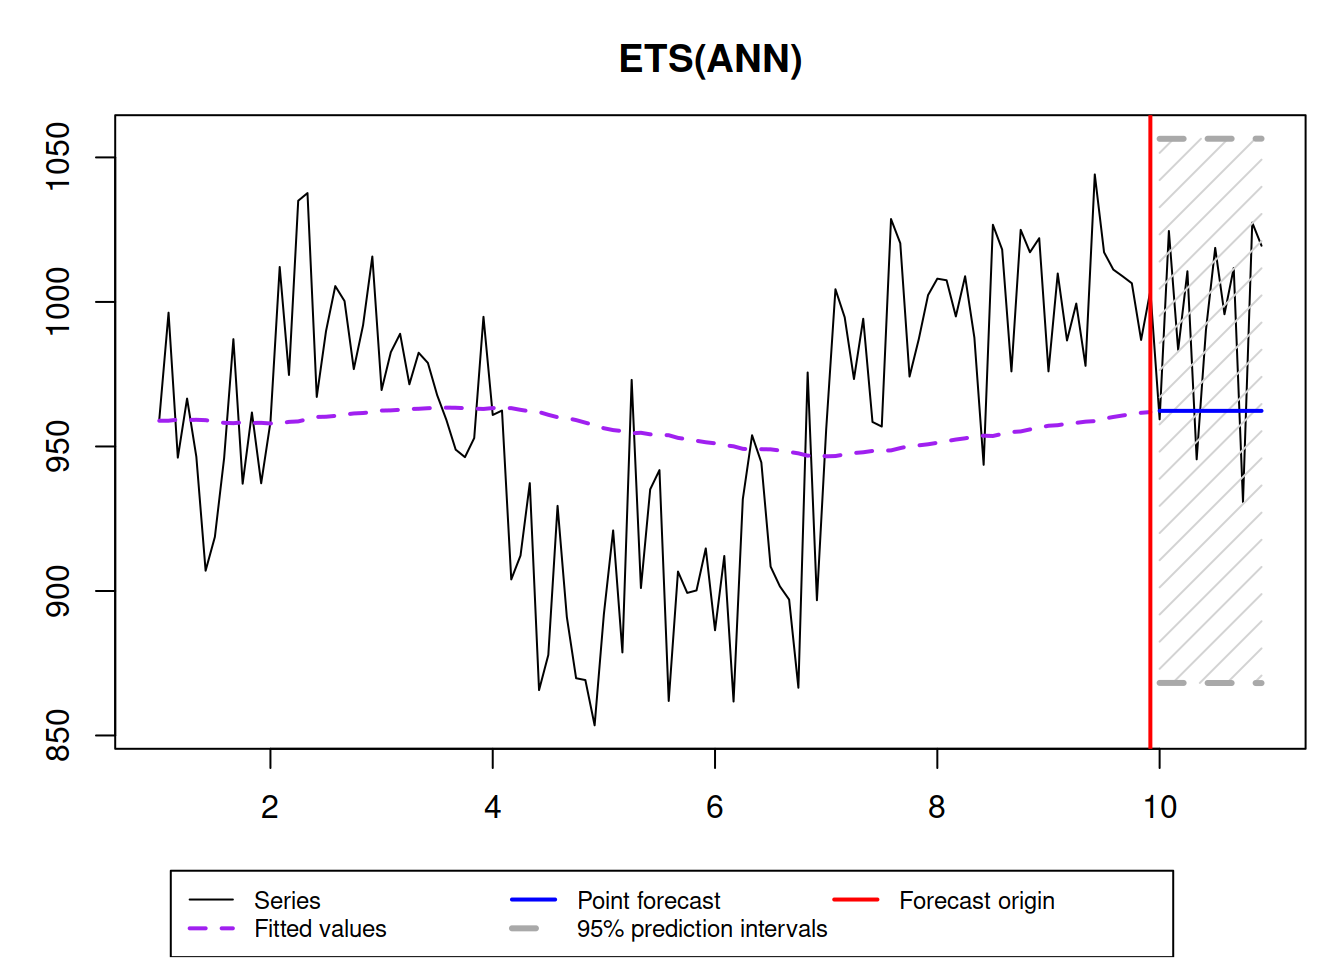 ETS(ANN)
1050
1000
950
900
850
2 4 6 8 10
Series Point forecast Forecast origin
Fitted values 95% prediction intervals